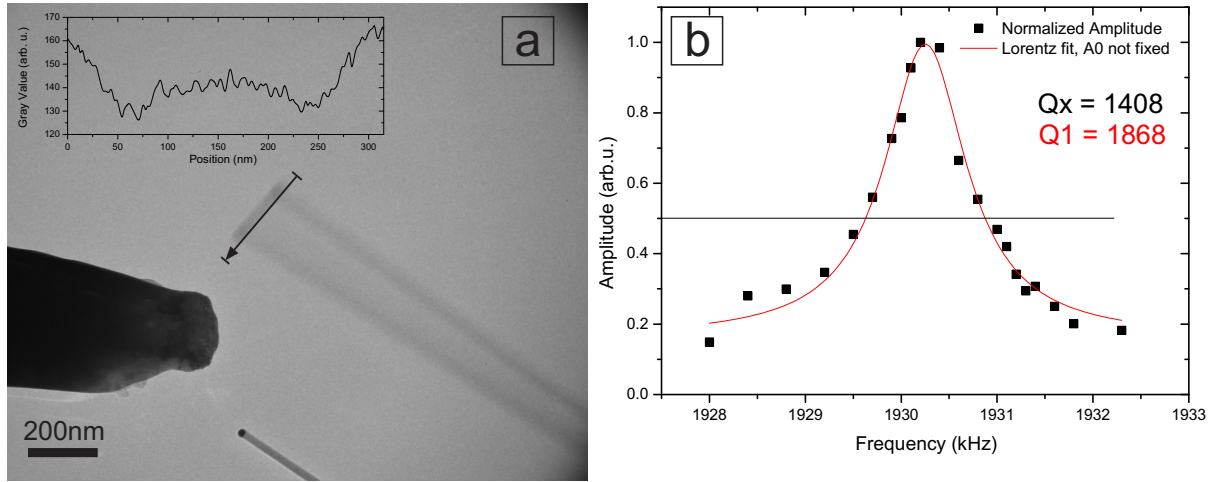 170
160
150
140
130
120
Gray Value (arb. u.)
0 50 100 150 200 250 300
Position (nm)
a
200nm
b
Normalized Amplitude
Lorentz fit, A0 not fixed
Qx = 1408
Q1 = 1868
1.0
0.8
0.6
0.4
0.2
0.0
Amplitude (arb.u.)
1928 1929 1930 1931 1932 1933
Frequency (kHz)